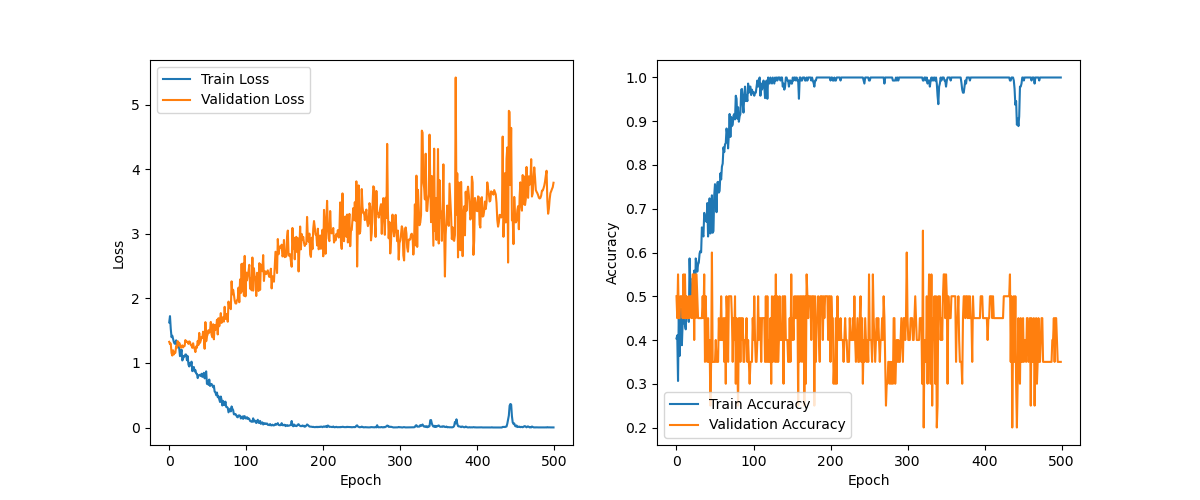 Train Loss
Validation Loss
5
4
3
2
1
0
Loss
0 100 200 300 400 500
Epoch
1.0
0.9
0.8
0.7
0.6
0.5
0.4
0.3
0.2
Accuracy
Train Accuracy
Validation Accuracy
0 100 200 300 400 500
Epoch